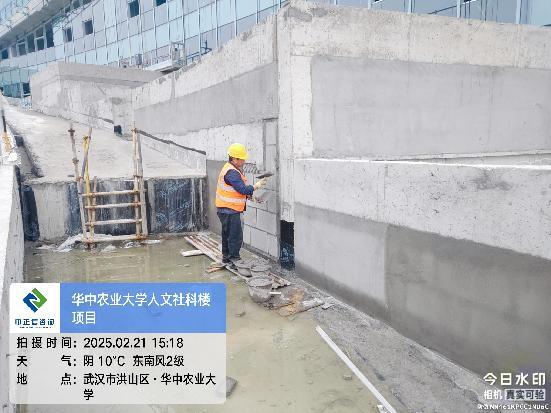 中正信咨询
华中农业大学人文社科楼
项目
拍摄时间：2025.02.21 15:18
天　气：阴 10℃ 东南风2级
地　点：武汉市洪山区·华中农业大
学
今日水印
相机 真实可验